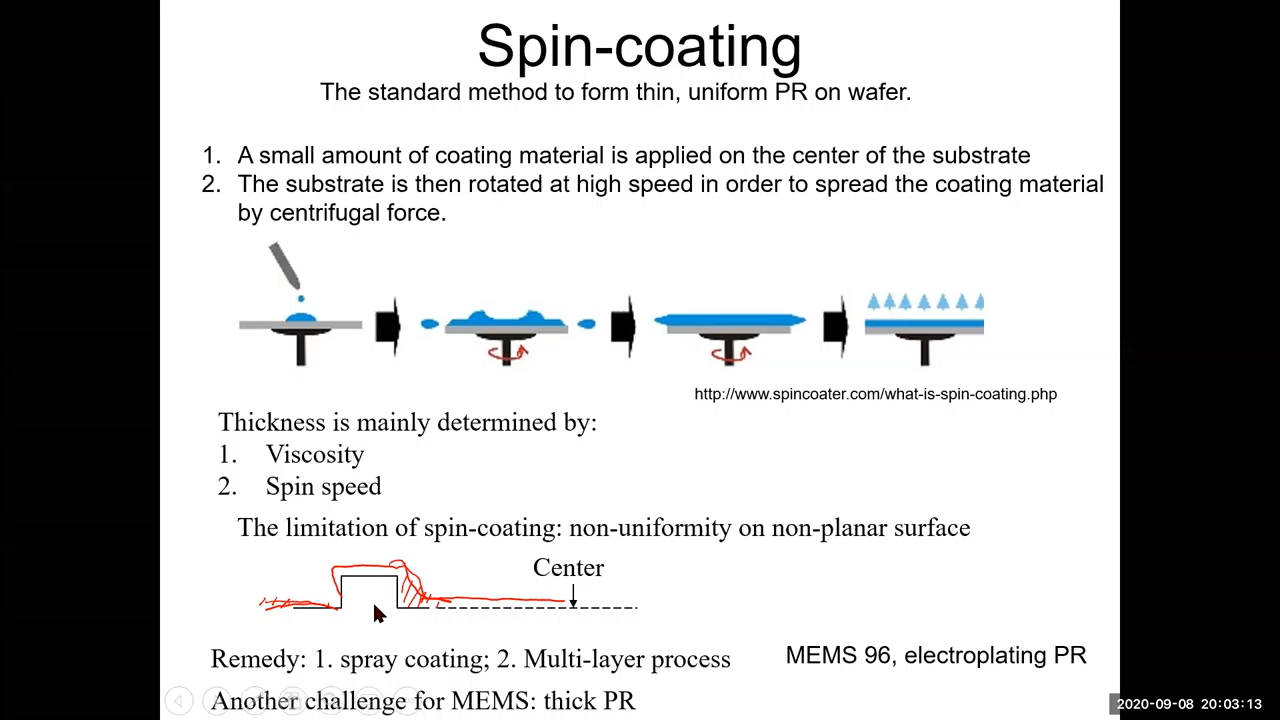 Spin-coating
The standard method to form thin, uniform PR on wafer.
1. A small amount of coating material is applied on the center of the substrate
2. The substrate is then rotated at high speed in order to spread the coating material
by centrifugal force.
http://www.spincoater.com/what-is-spin-coating.php
Thickness is mainly determined by:
1. Viscosity
2. Spin speed
The limitation of spin-coating: non-uniformity on non-planar surface
Center
Remedy: 1. spray coating; 2. Multi-layer process
MEMS 96, electroplating PR
Another challenge for MEMS: thick PR
2020-09-08 20:03:13